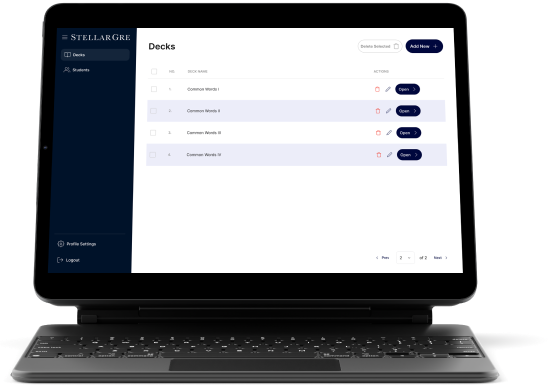 STELLARGRE
Decks
Students
Profile Settings
Logout
Decks
Delete Selected
Add New +
NO. DECK NAME ACTIONS
1 Common Words I Open >
2 Common Words II Open >
3 Common Words III Open >
4 Common Words IV Open >
< Prev 2 of 2 Next >